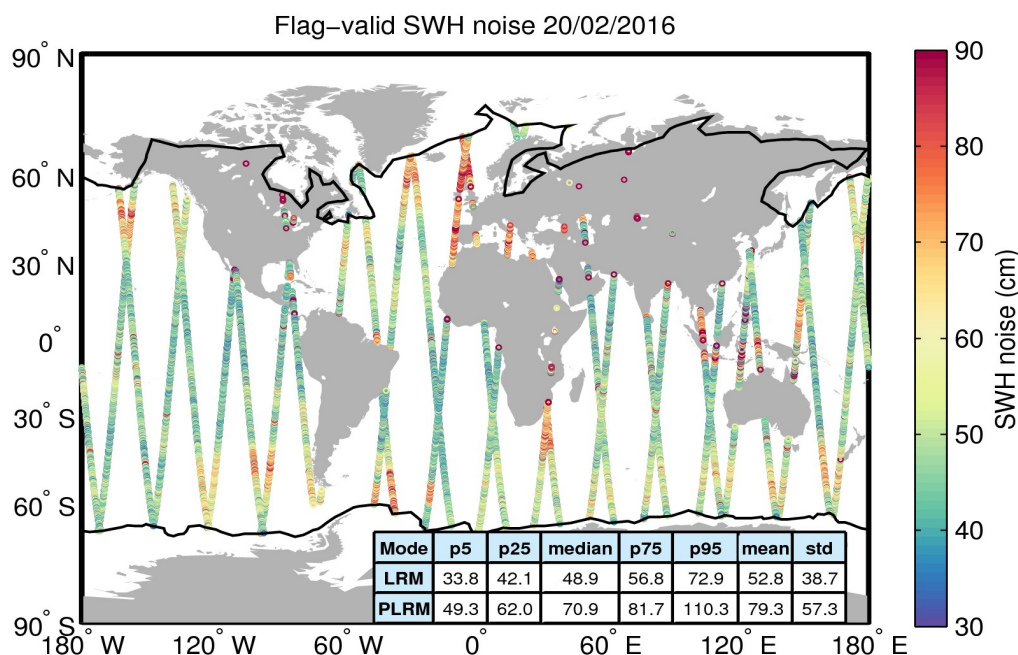 Flag−valid SWH noise 20/02/2016
90° N
60° N
30° N
0°
30° S
60° S
90° S
180° W
120° W
60° W
0°
60° E
120° E
180° E
90
80
70
60
50
40
30
SWH noise (cm)
Mode p5 p25 median p75 p95 mean std
LRM 33.8 42.1 48.9 56.8 72.9 52.8 38.7
PLRM 49.3 62.0 70.9 81.7 110.3 79.3 57.3